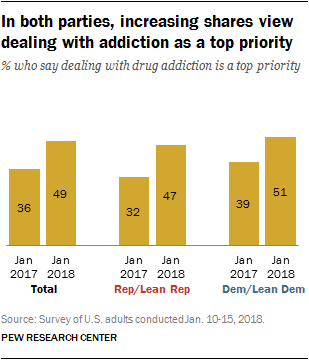 In both parties, increasing shares view
dealing with addiction as a top priority
% who say dealing with drug addiction is a top priority
36
49
32
47
39
51
Jan
2017
Jan
2018
Jan
2017
Jan
2018
Jan
2017
Jan
2018
Total
Rep/Lean Rep
Dem/Lean Dem
Source: Survey of U.S. adults conducted Jan. 10-15, 2018.
PEW RESEARCH CENTER